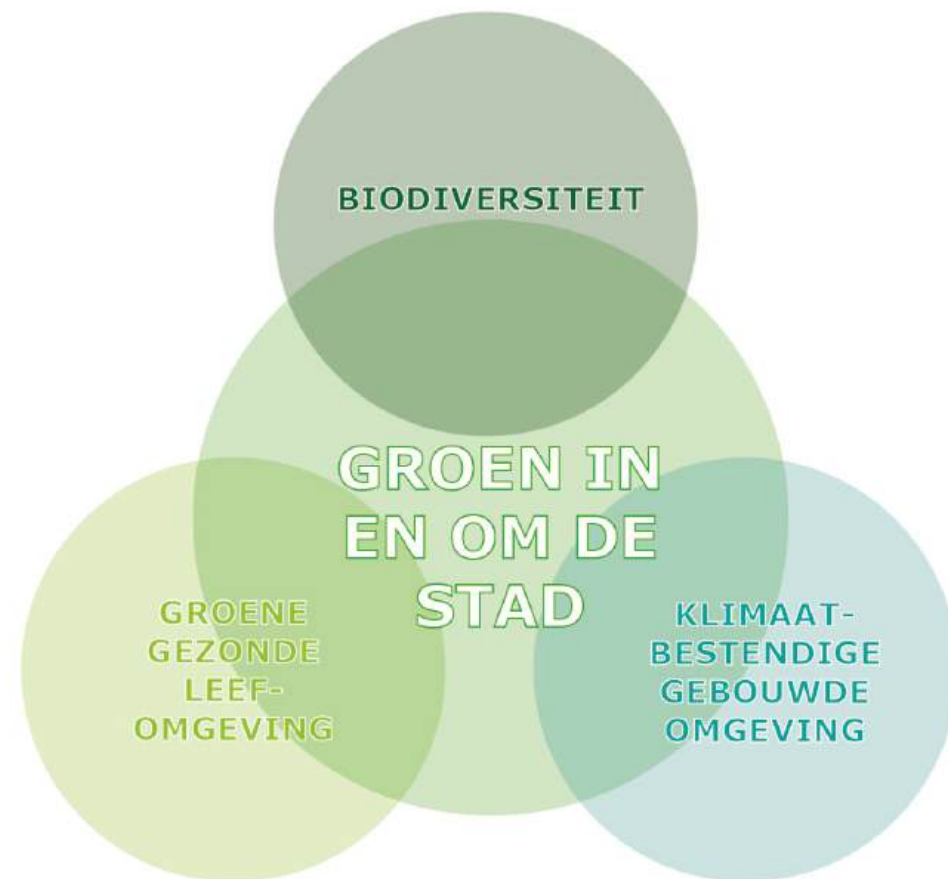 BIODIVERSITEIT
GROEN IN
EN OM DE
STAD
GROENE
GEZONDE
LEEF-
OMGEVING
KLIMAAT-
BESTENDIGE
GEBOUWDE
OMGEVING